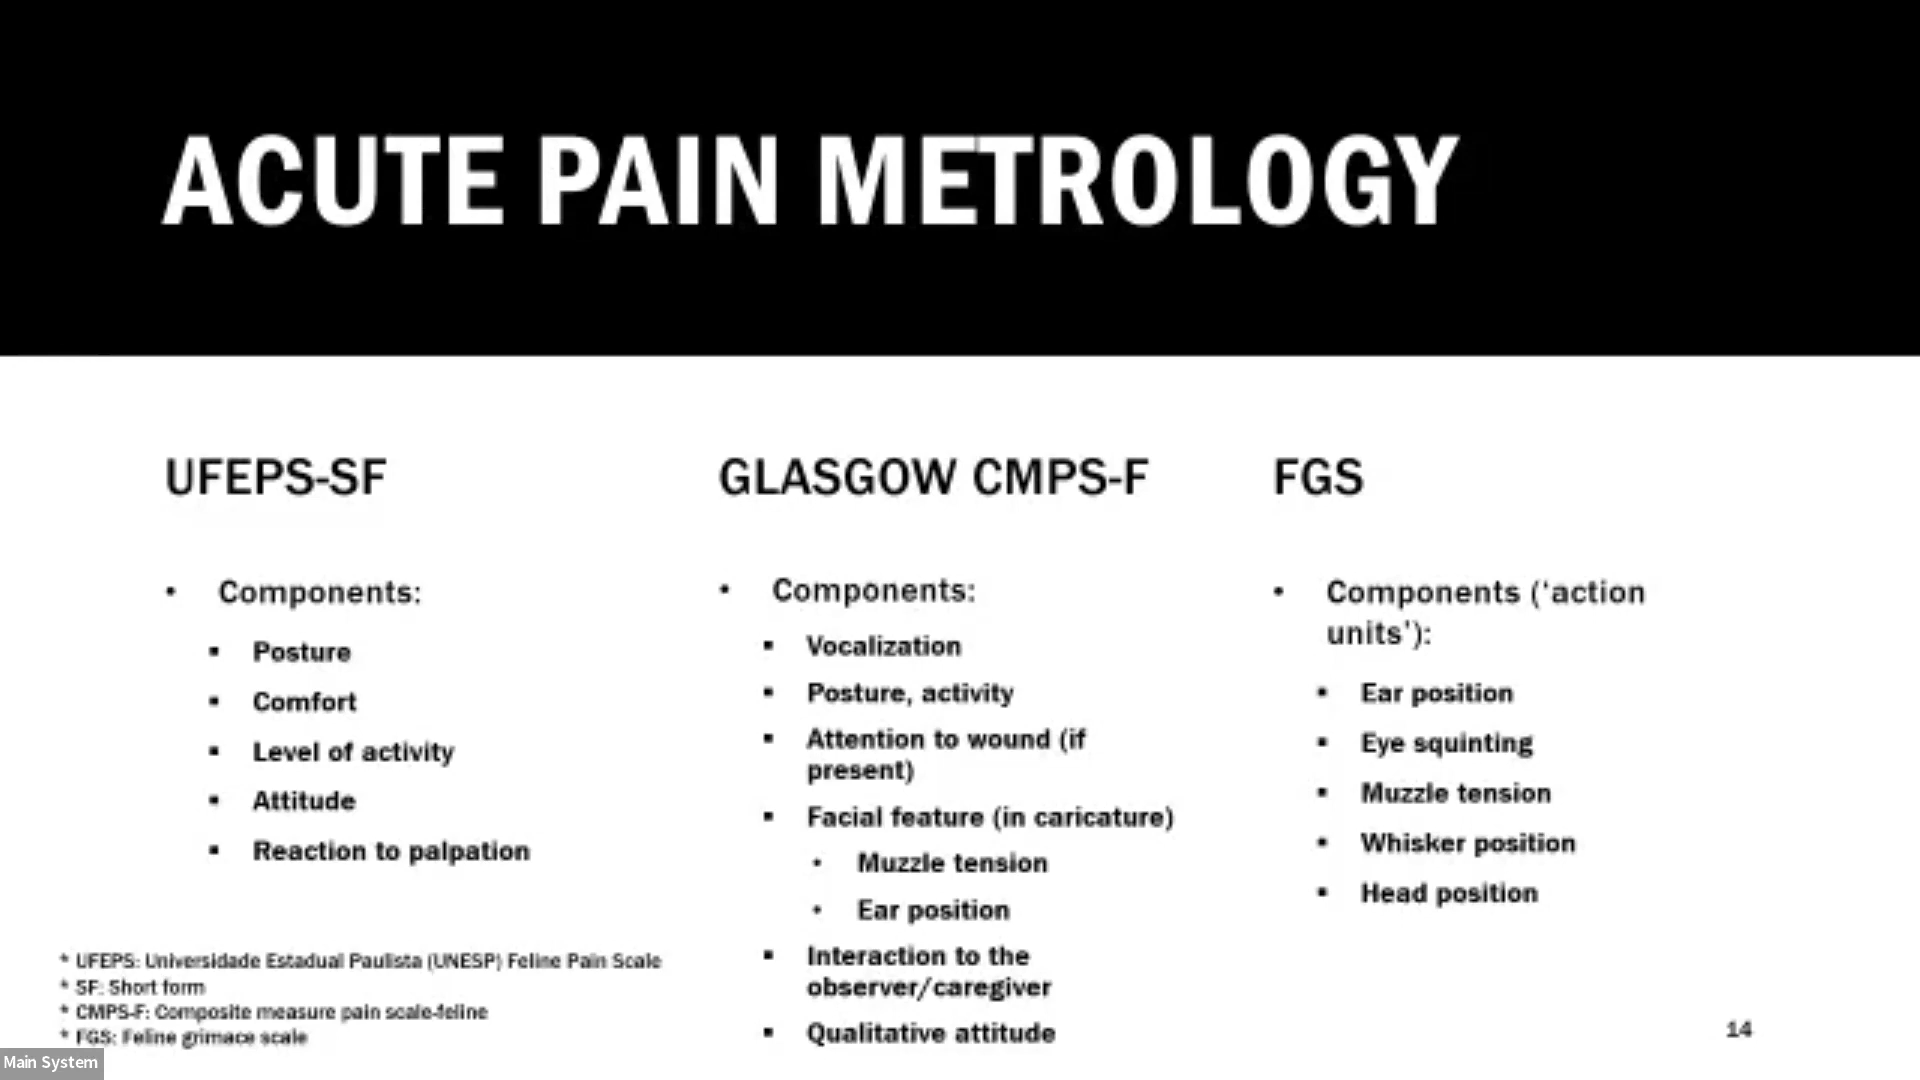 ACUTE PAIN METROLOGY
UFEPS-SF
• Components:
▪ Posture
▪ Comfort
▪ Level of activity
▪ Attitude
▪ Reaction to palpation
* UFEPS: Universidade Estadual Paulista (UNESP) Feline Pain Scale
* SF: Short form
* CMPS-F: Composite measure pain scale-feline
* FGS: Feline grimace scale
GLASGOW CMPS-F
• Components:
▪ Vocalization
▪ Posture, activity
▪ Attention to wound (if
present)
▪ Facial feature (in caricature)
• Muzzle tension
• Ear position
▪ Interaction to the
observer/caregiver
▪ Qualitative attitude
FGS
• Components (‘action
units’):
▪ Ear position
▪ Eye squinting
▪ Muzzle tension
▪ Whisker position
▪ Head position
14
Main System